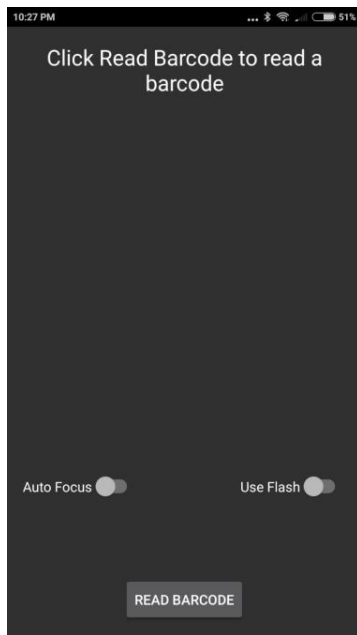 10:27 PM ... 51%
Click Read Barcode to read a
barcode
Auto Focus Use Flash
READ BARCODE